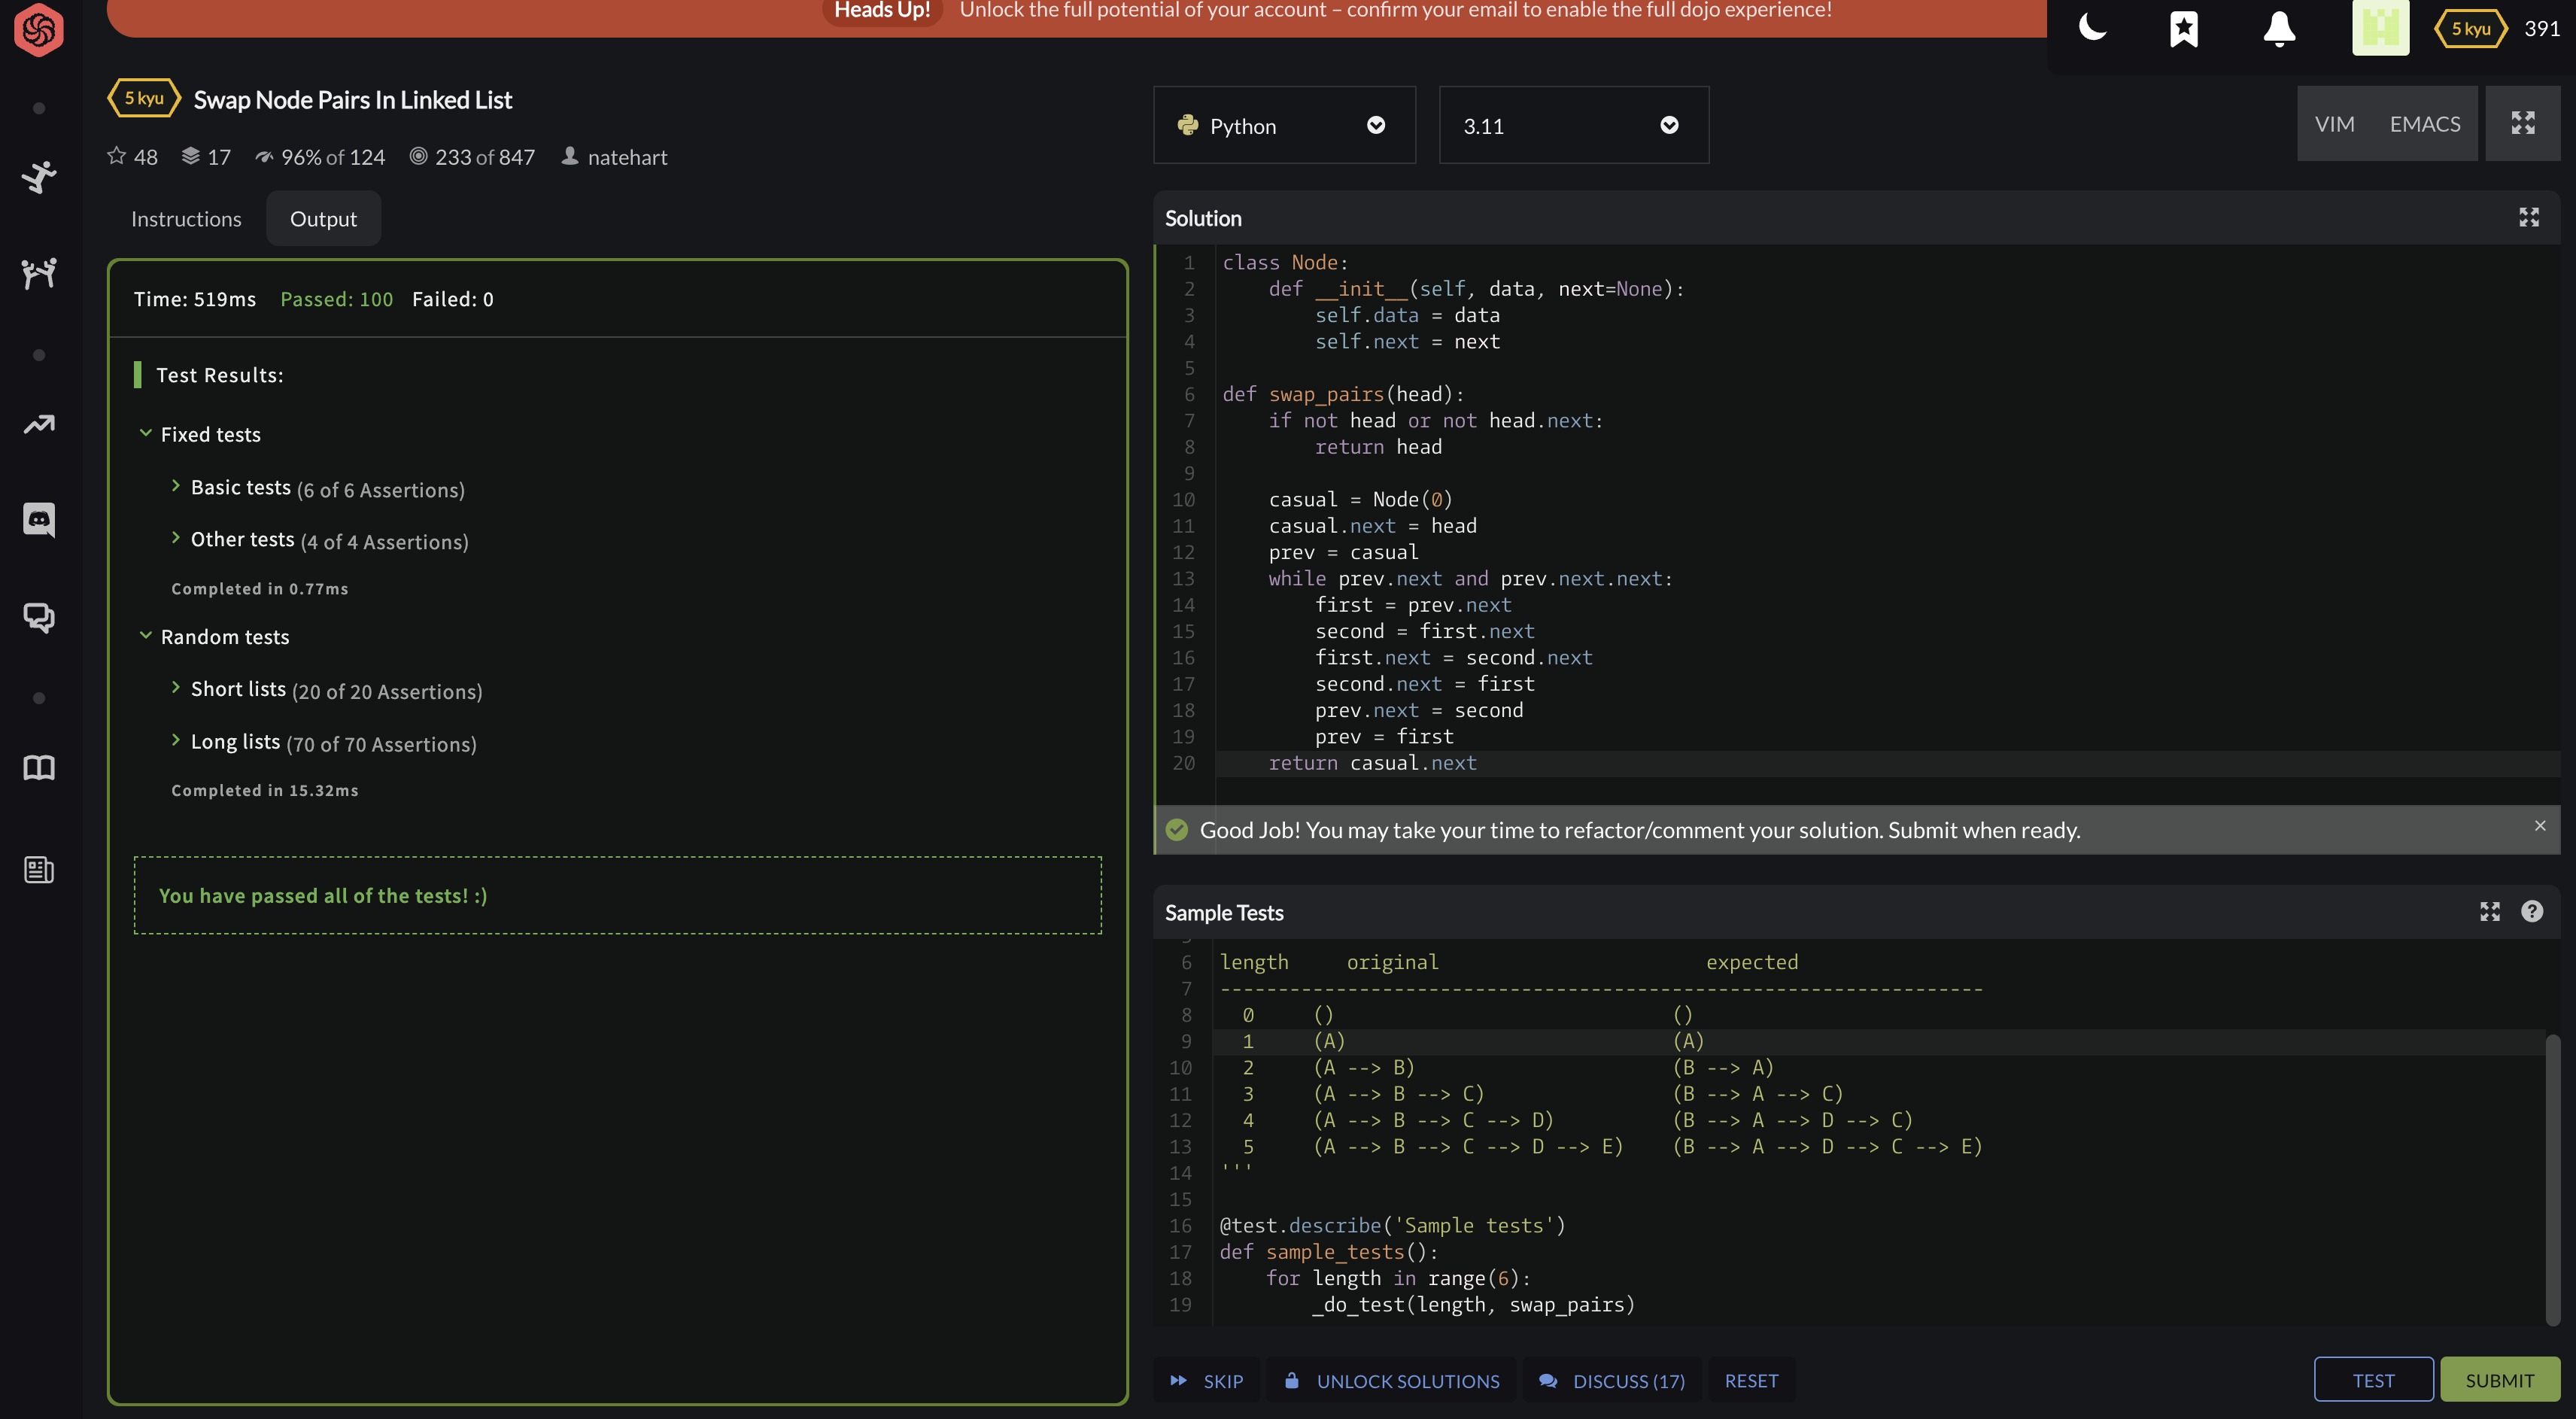 Heads Up! Unlock the full potential of your account – confirm your email to enable the full dojo experience!
5 kyu 391
5 kyu Swap Node Pairs In Linked List
48 17 96% of 124 233 of 847 natehart
Python
3.11
VIM EMACS
Instructions Output
Time: 519ms Passed: 100 Failed: 0
Test Results:
Fixed tests
Basic tests (6 of 6 Assertions)
Other tests (4 of 4 Assertions)
Completed in 0.77ms
Random tests
Short lists (20 of 20 Assertions)
Long lists (70 of 70 Assertions)
Completed in 15.32ms
You have passed all of the tests! :)
Solution
1 class Node:
2     def __init__(self, data, next=None):
3         self.data = data
4         self.next = next
5
6 def swap_pairs(head):
7     if not head or not head.next:
8         return head
9
10     casual = Node(0)
11     casual.next = head
12     prev = casual
13     while prev.next and prev.next.next:
14         first = prev.next
15         second = first.next
16         first.next = second.next
17         second.next = first
18         prev.next = second
19         prev = first
20     return casual.next
Good Job! You may take your time to refactor/comment your solution. Submit when ready.
Sample Tests
6 length     original                       expected
7 ------------------------------------------------------------------
8   0     ()                              ()
9   1     (A)                             (A)
10   2     (A --> B)                       (B --> A)
11   3     (A --> B --> C)                 (B --> A --> C)
12   4     (A --> B --> C --> D)           (B --> A --> D --> C)
13   5     (A --> B --> C --> D --> E)     (B --> A --> D --> C --> E)
14 '''
15
16 @test.describe('Sample tests')
17 def sample_tests():
18     for length in range(6):
19         _do_test(length, swap_pairs)
SKIP UNLOCK SOLUTIONS DISCUSS (17) RESET TEST SUBMIT